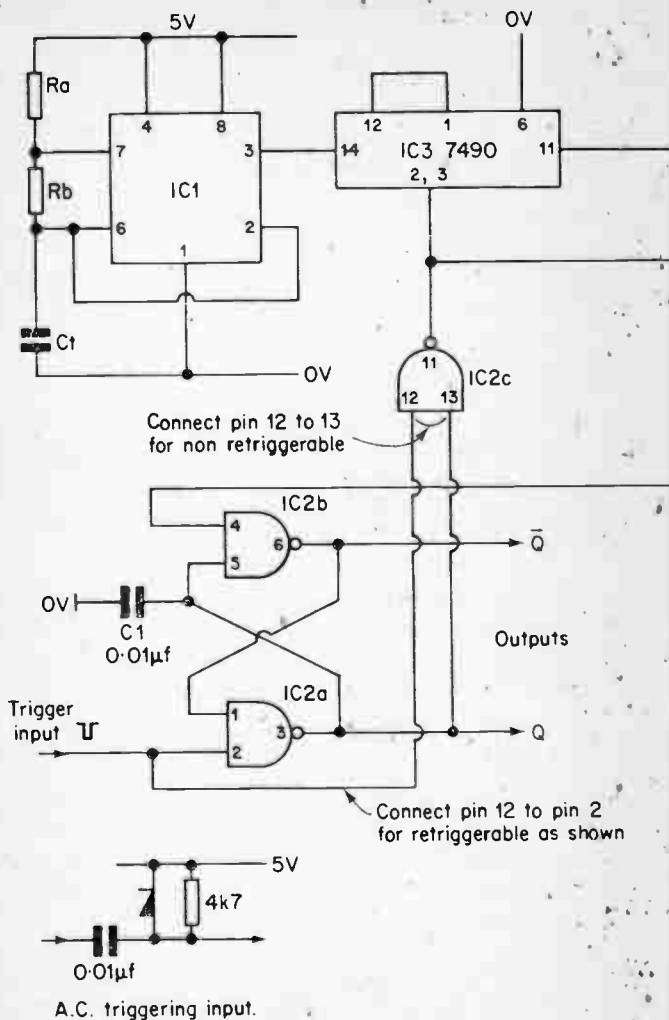 5V
0V
Ra
4
8
12
1
6
7
3
14
IC3 7490
11
2, 3
Rb
IC1
6
2
1
Ct
0V
11
IC2c
12
13
Connect pin 12 to 13
for non retriggerable
IC2b
4
6
Q̅
5
0V
C1
0·01µf
Outputs
IC2a
Trigger
input
1
3
Q
2
Connect pin 12 to pin 2
for retriggerable as shown
5V
4k7
0·01µf
A.C. triggering input.